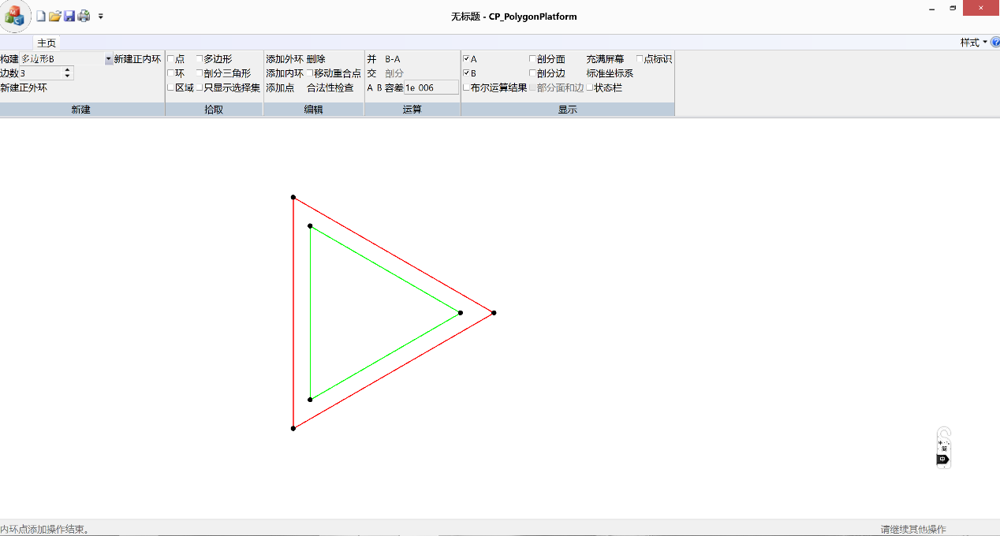 无标题 - CP_PolygonPlatform
主页
样式
构建 多边形B 新建正内环
边数 3
新建正外环
新建
点 多边形
环 剖分三角形
区域 只显示选择集
拾取
添加外环 删除
添加内环 移动重合点
添加点 合法性检查
编辑
并 B-A
交 剖分
A B 容差 1e 006
运算
A 剖分面 充满屏幕 点标识
B 剖分边 标准坐标系
布尔运算结果 部分面和边 状态栏
显示
中
簡
中
内环点添加操作结束。
请继续其他操作